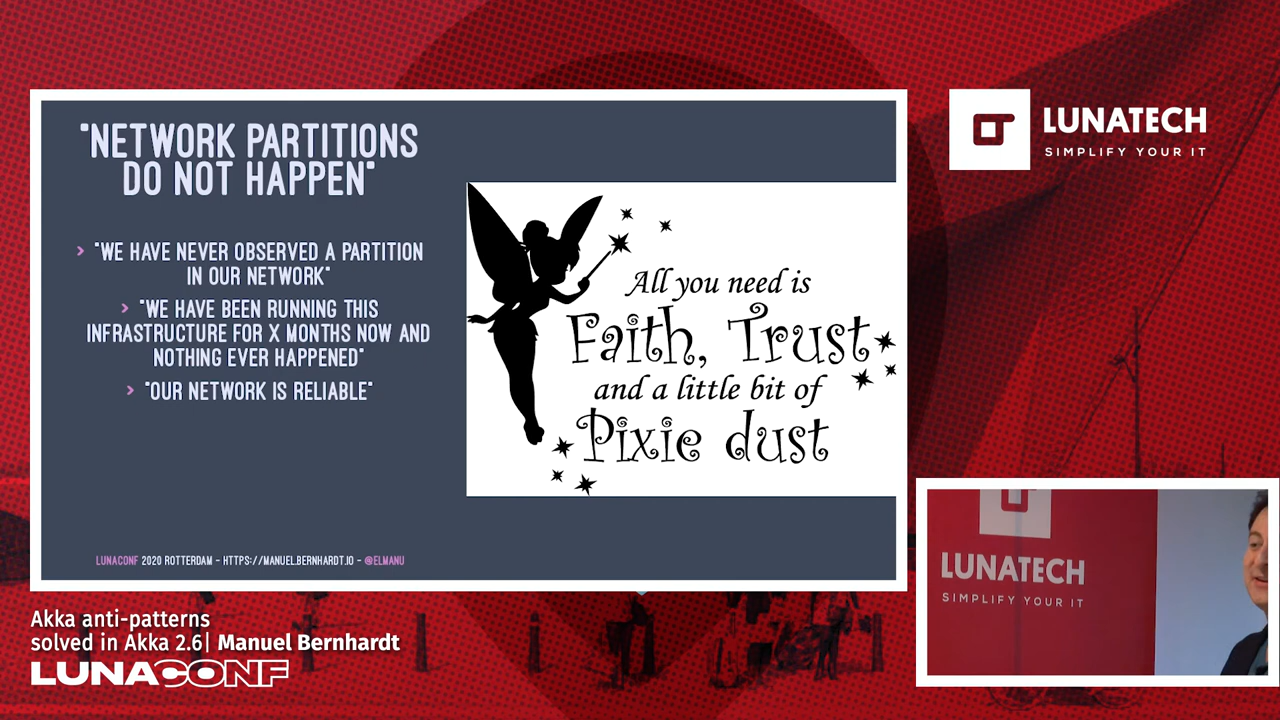 "NETWORK PARTITIONS
DO NOT HAPPEN"
> "WE HAVE NEVER OBSERVED A PARTITION
IN OUR NETWORK"
> "WE HAVE BEEN RUNNING THIS
INFRASTRUCTURE FOR X MONTHS NOW AND
NOTHING EVER HAPPENED"
> "OUR NETWORK IS RELIABLE"
All you need is
Faith, Trust
and a little bit of
Pixie dust
LUNACONF 2020 ROTTERDAM - HTTPS://MANUEL.BERNHARDT.IO - @ELMANU
LUNATECH
SIMPLIFY YOUR IT
LUNATECH
SIMPLIFY YOUR IT
Akka anti-patterns
solved in Akka 2.6| Manuel Bernhardt
LUNACONF